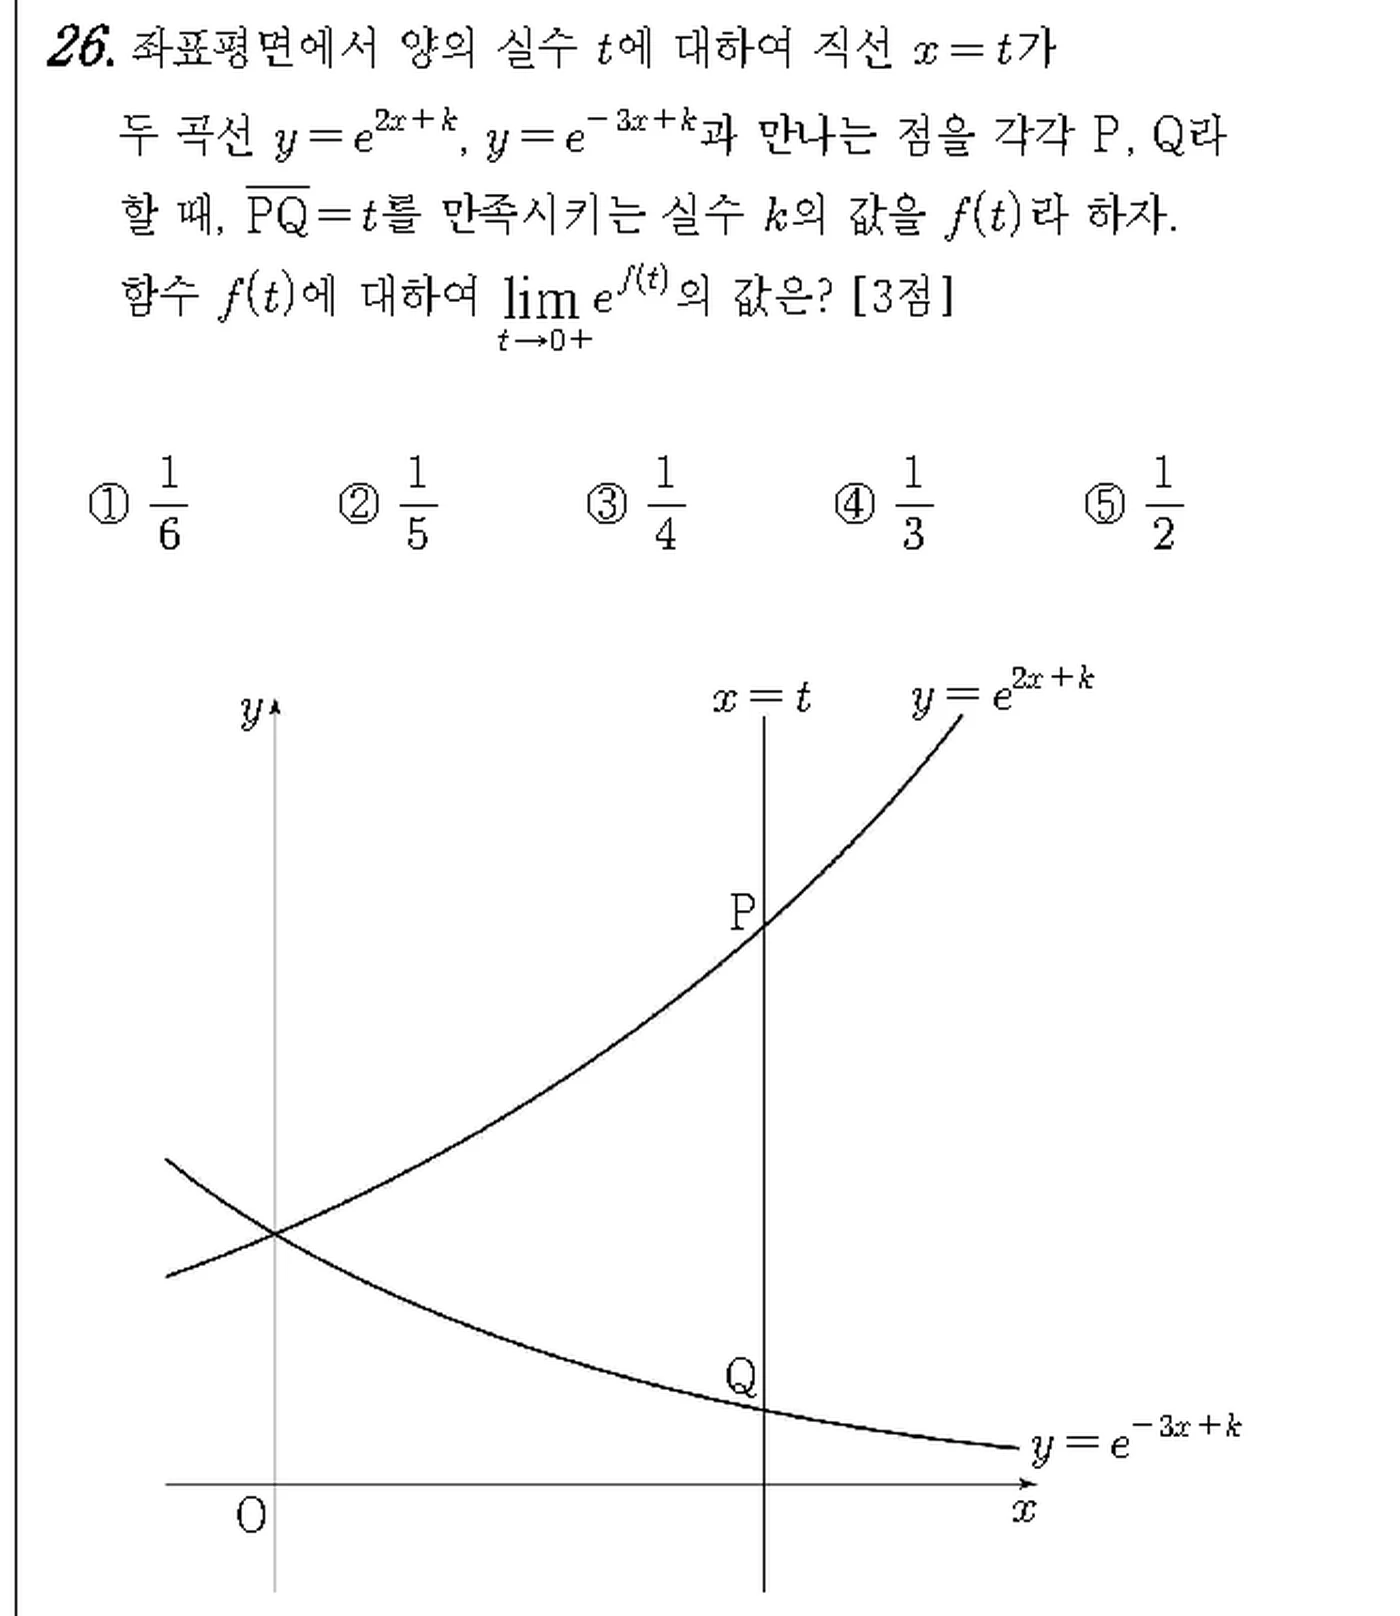 26. 좌표평면에서 양의 실수 t에 대하여 직선 x=t가
두 곡선 y=e^{2x+k}, y=e^{-3x+k}과 만나는 점을 각각 P, Q라
할 때, \overline{PQ}=t를 만족시키는 실수 k의 값을 f(t)라 하자.
함수 f(t)에 대하여 \lim_{t→0+} e^{f(t)}의 값은? [3점]
① 1/6 ② 1/5 ③ 1/4 ④ 1/3 ⑤ 1/2
y x=t y=e^{2x+k}
P
Q
y=e^{-3x+k}
O x